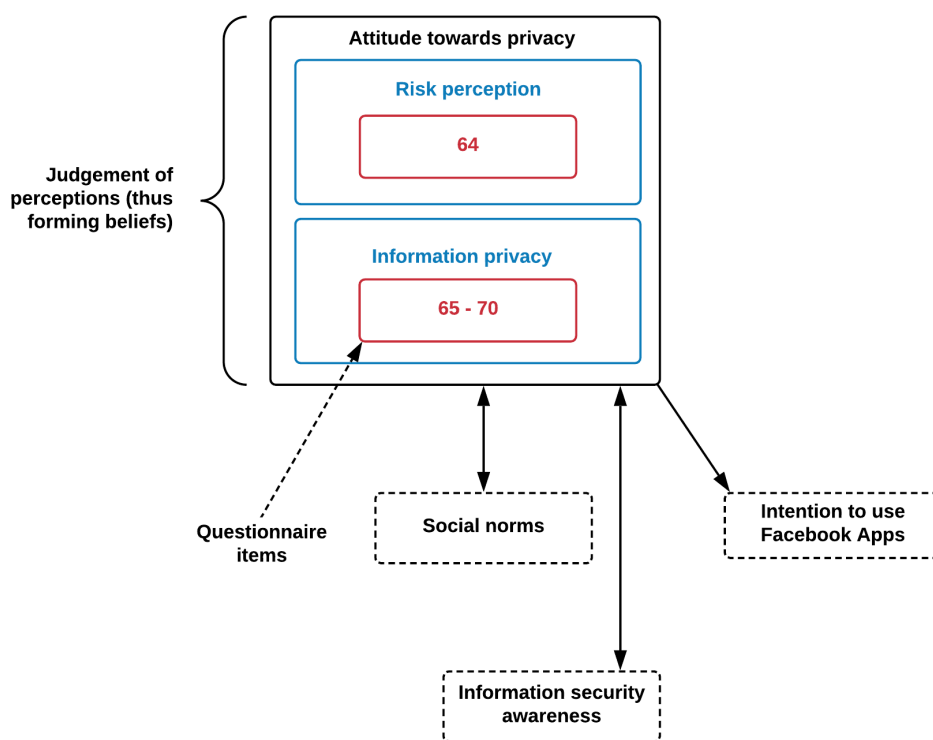 Attitude towards privacy
Risk perception
64
Judgement of
perceptions (thus
forming beliefs)
Information privacy
65 - 70
Questionnaire
items
Social norms
Intention to use
Facebook Apps
Information security
awareness